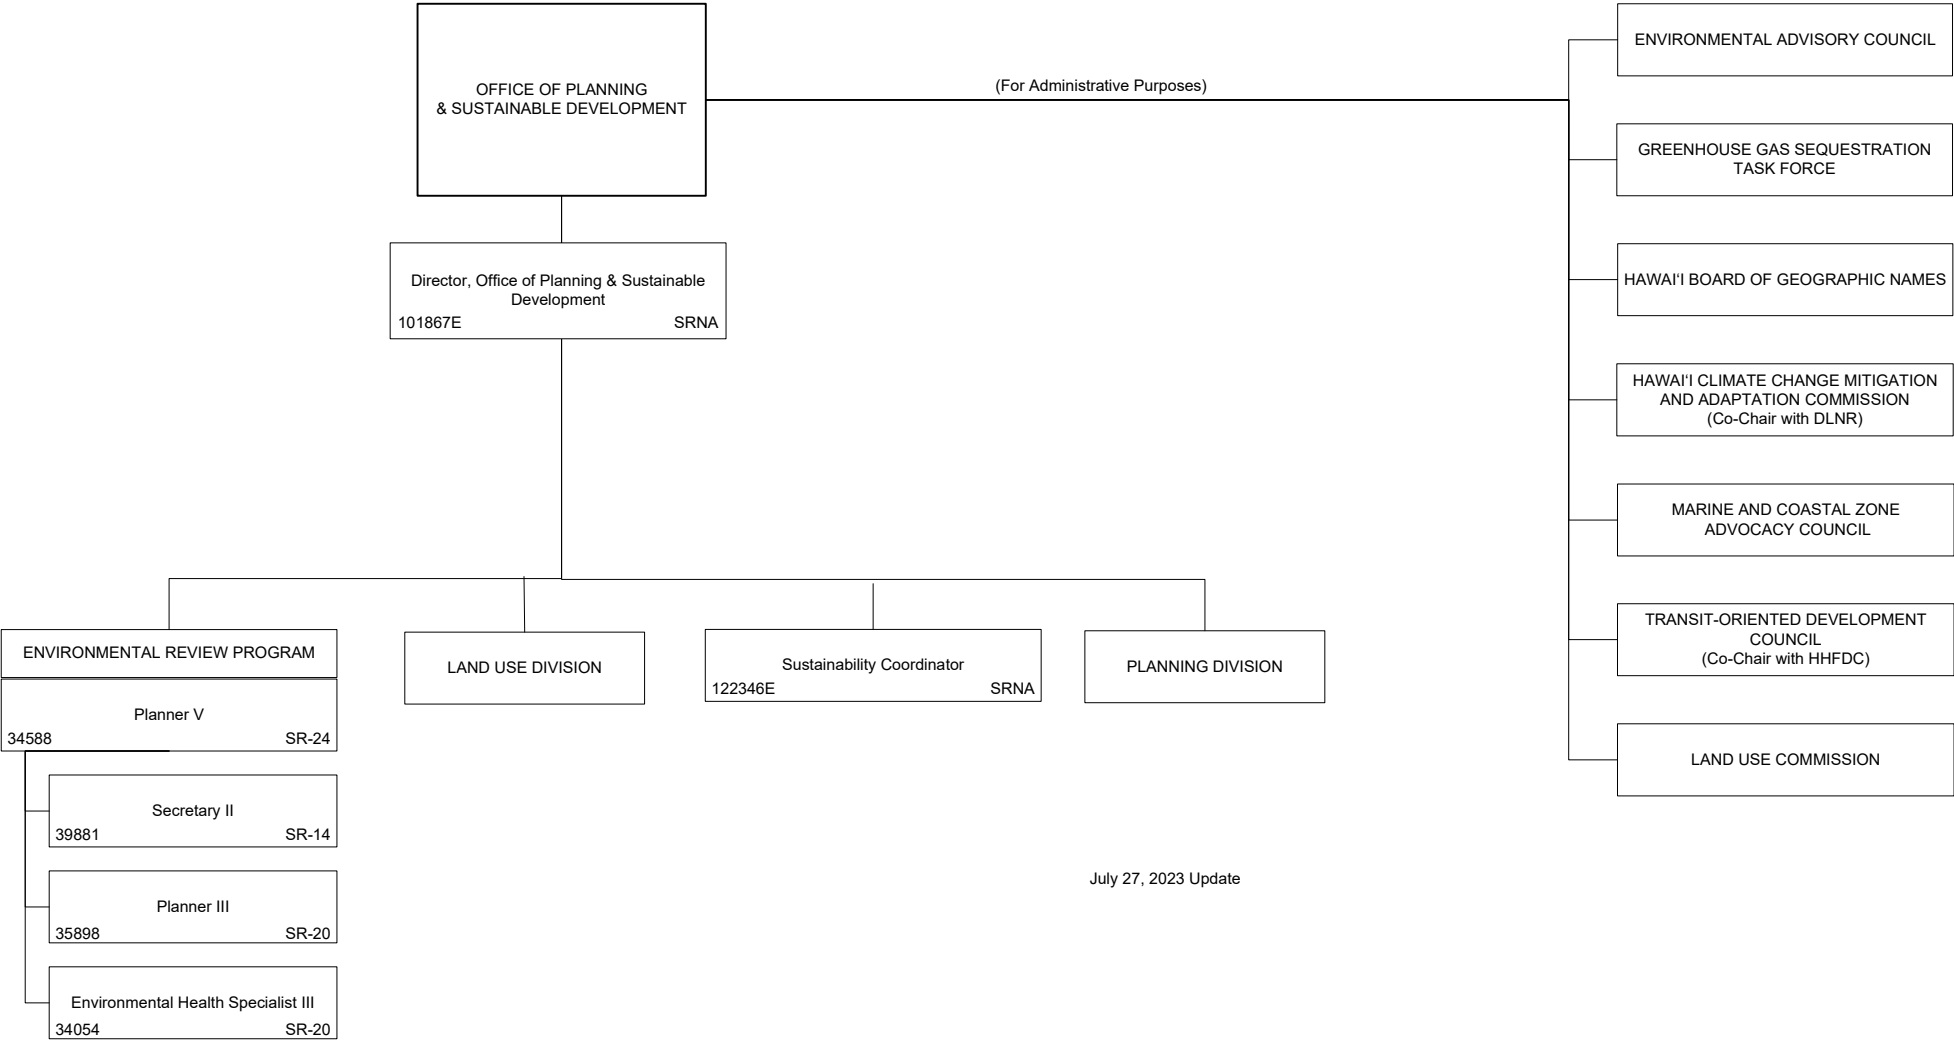 OFFICE OF PLANNING
& SUSTAINABLE DEVELOPMENT
(For Administrative Purposes)
ENVIRONMENTAL ADVISORY COUNCIL
GREENHOUSE GAS SEQUESTRATION
TASK FORCE
HAWAI‘I BOARD OF GEOGRAPHIC NAMES
HAWAI‘I CLIMATE CHANGE MITIGATION
AND ADAPTATION COMMISSION
(Co-Chair with DLNR)
MARINE AND COASTAL ZONE
ADVOCACY COUNCIL
TRANSIT-ORIENTED DEVELOPMENT
COUNCIL
(Co-Chair with HHFDC)
LAND USE COMMISSION
Director, Office of Planning & Sustainable
Development
101867E SRNA
ENVIRONMENTAL REVIEW PROGRAM
Planner V
34588 SR-24
Secretary II
39881 SR-14
Planner III
35898 SR-20
Environmental Health Specialist III
34054 SR-20
LAND USE DIVISION
Sustainability Coordinator
122346E SRNA
PLANNING DIVISION
July 27, 2023 Update